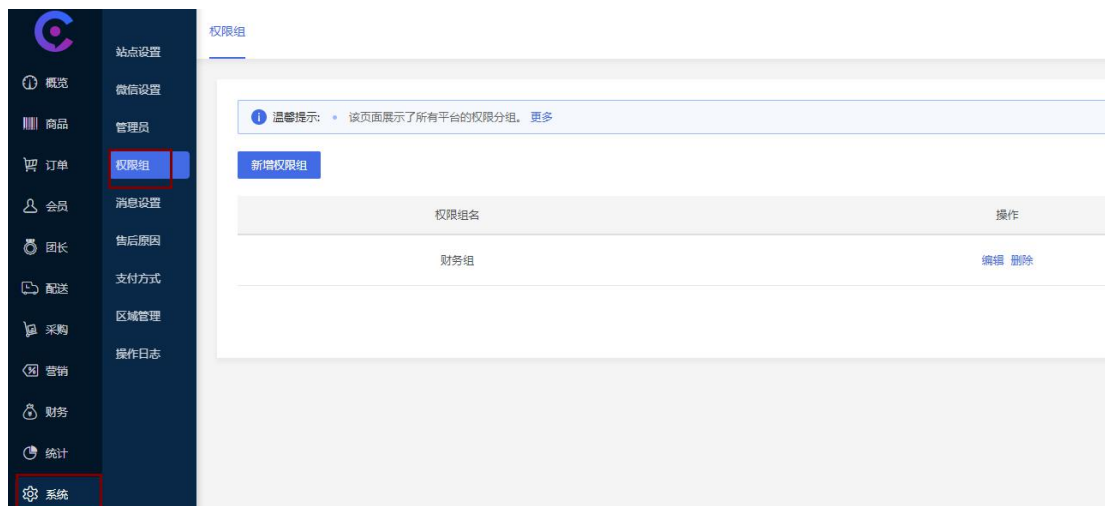 概览
商品
订单
会员
团长
配送
采购
营销
财务
统计
系统
站点设置
微信设置
管理员
权限组
消息设置
售后原因
支付方式
区域管理
操作日志
权限组
温馨提示: 该页面展示了所有平台的权限分组。 更多
新增权限组
权限组名 操作
财务组 编辑 删除